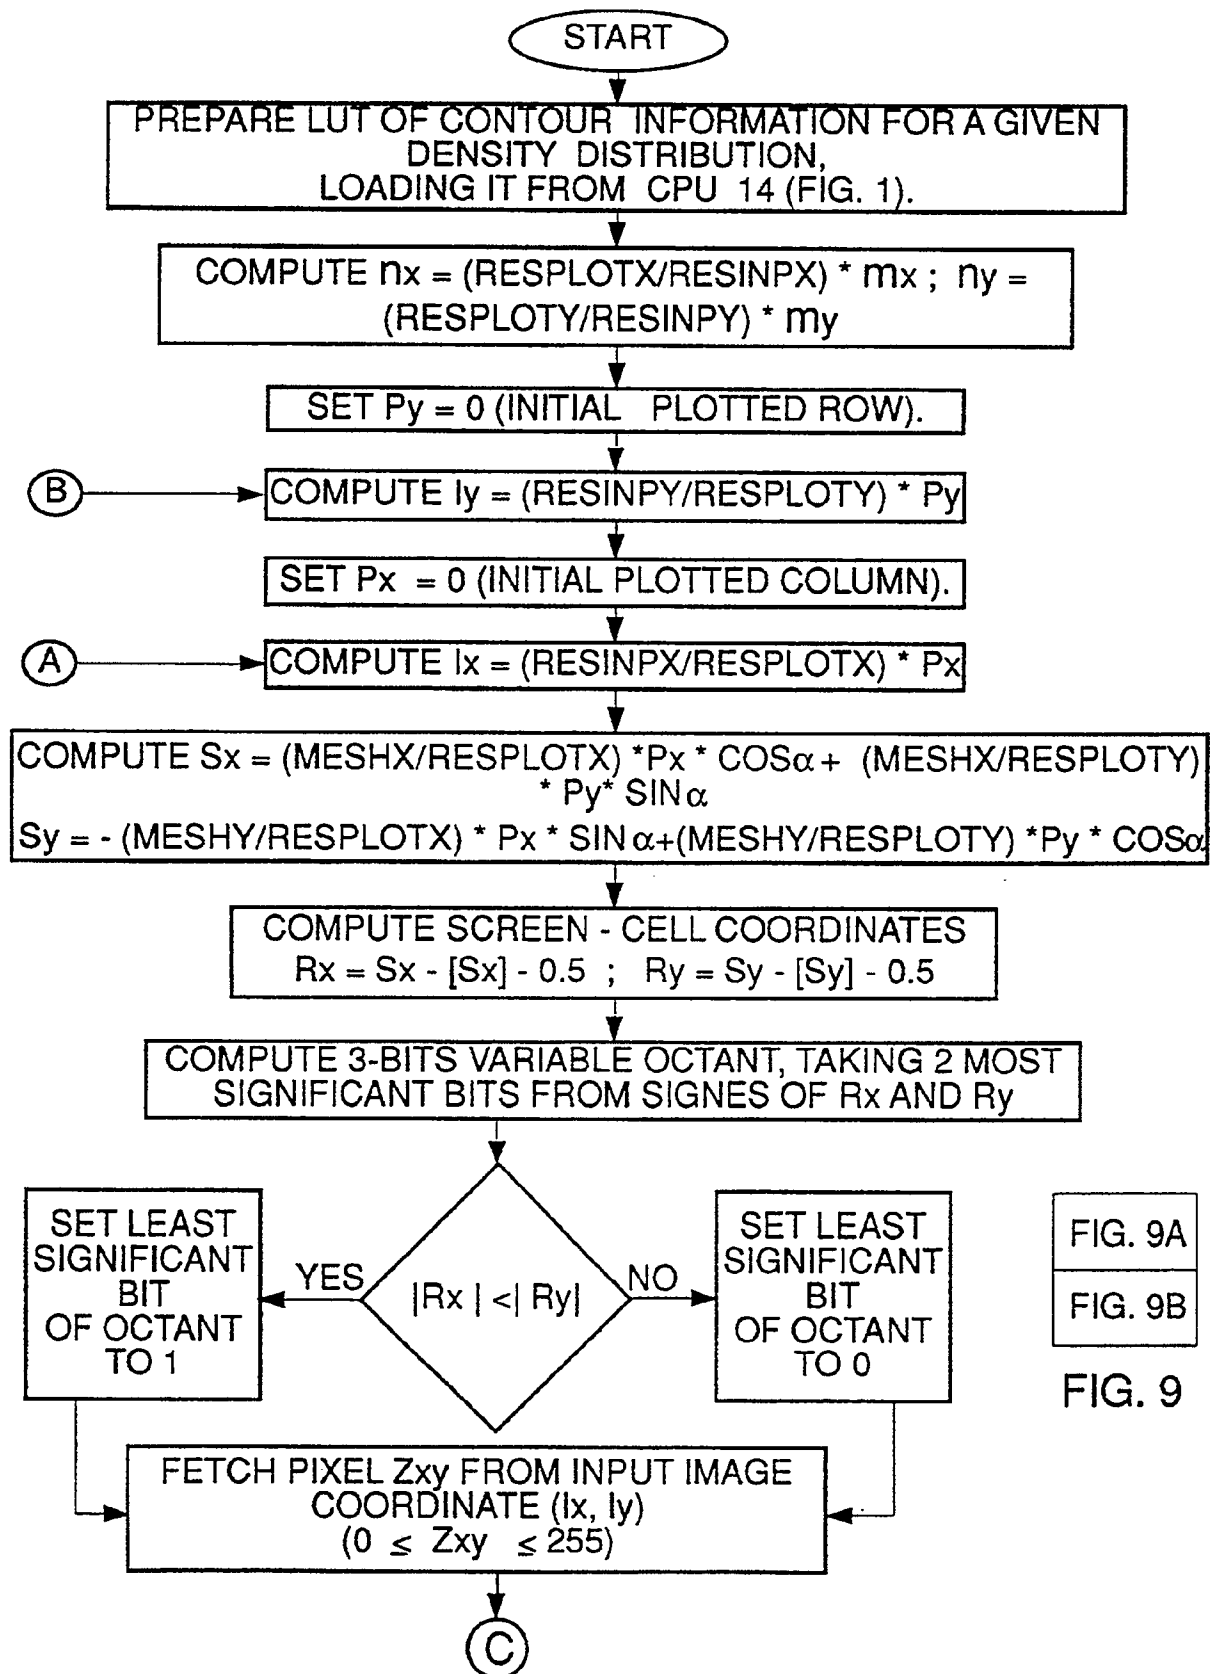 START
PREPARE LUT OF CONTOUR INFORMATION FOR A GIVEN
DENSITY DISTRIBUTION,
LOADING IT FROM CPU 14 (FIG. 1).
COMPUTE nx = (RESPLOTX/RESINPX) * mx ; ny =
(RESPLOTY/RESINPY) * my
SET Py = 0 (INITIAL PLOTTED ROW).
B
COMPUTE Iy = (RESINPY/RESPLOTY) * Py
SET Px = 0 (INITIAL PLOTTED COLUMN).
A
COMPUTE Ix = (RESINPX/RESPLOTX) * Px
COMPUTE Sx = (MESHX/RESPLOTX) *Px * COSα + (MESHX/RESPLOTY)
* Py* SIN α
Sy = - (MESHY/RESPLOTX) * Px * SIN α+(MESHY/RESPLOTY) *Py * COSα
COMPUTE SCREEN - CELL COORDINATES
Rx = Sx - [Sx] - 0.5 ; Ry = Sy - [Sy] - 0.5
COMPUTE 3-BITS VARIABLE OCTANT, TAKING 2 MOST
SIGNIFICANT BITS FROM SIGNES OF Rx AND Ry
SET LEAST
SIGNIFICANT
BIT
OF OCTANT
TO 1
YES
|Rx | <| Ry|
NO
SET LEAST
SIGNIFICANT
BIT
OF OCTANT
TO 0
FIG. 9A
FIG. 9B
FIG. 9
FETCH PIXEL Zxy FROM INPUT IMAGE
COORDINATE (Ix, Iy)
(0 ≤ Zxy ≤ 255)
C